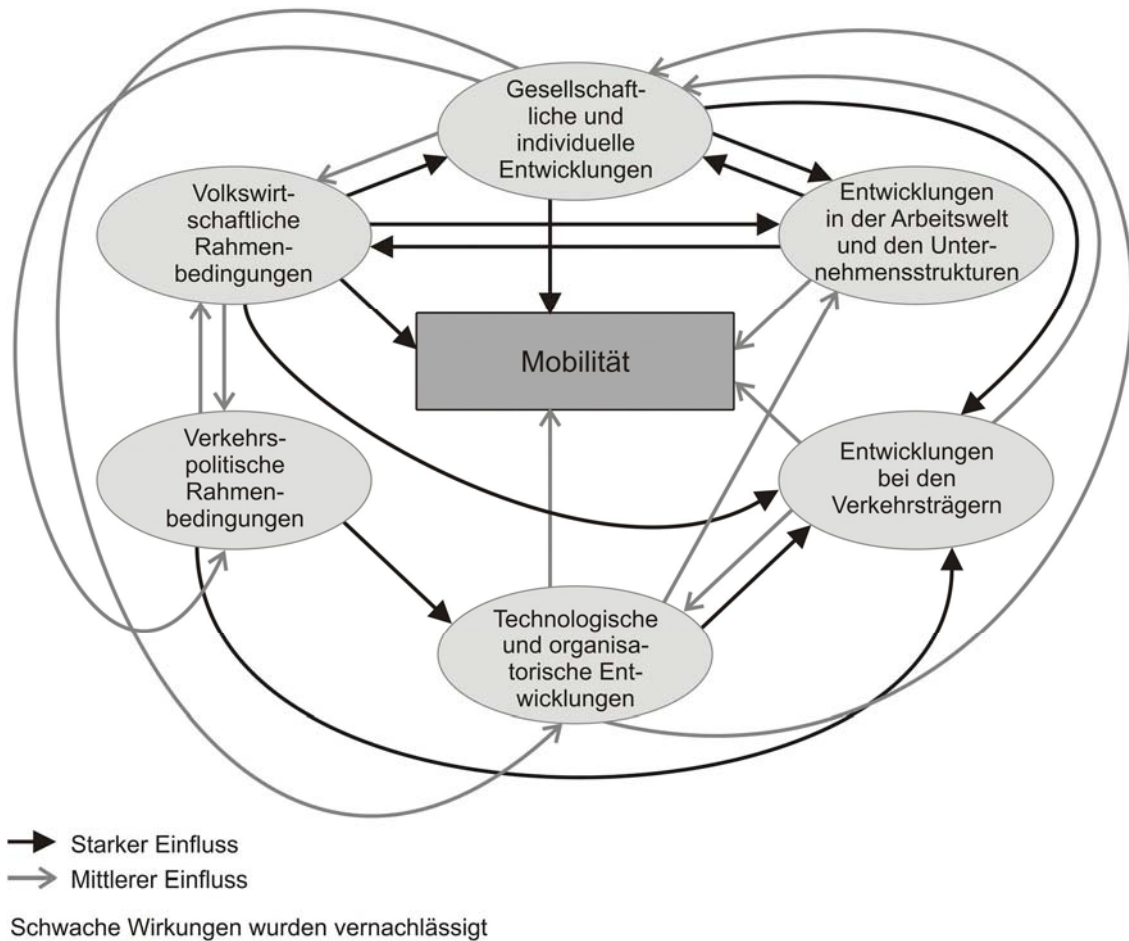 Gesellschaft-
liche und
individuelle
Entwicklungen
Volkswirt-
schaftliche
Rahmen-
bedingungen
Entwicklungen
in der Arbeitswelt
und den Unter-
nehmensstrukturen
Mobilität
Verkehrs-
politische
Rahmen-
bedingungen
Entwicklungen
bei den
Verkehrsträgern
Technologische
und organisa-
torische Ent-
wicklungen
Starker Einfluss
Mittlerer Einfluss
Schwache Wirkungen wurden vernachlässigt